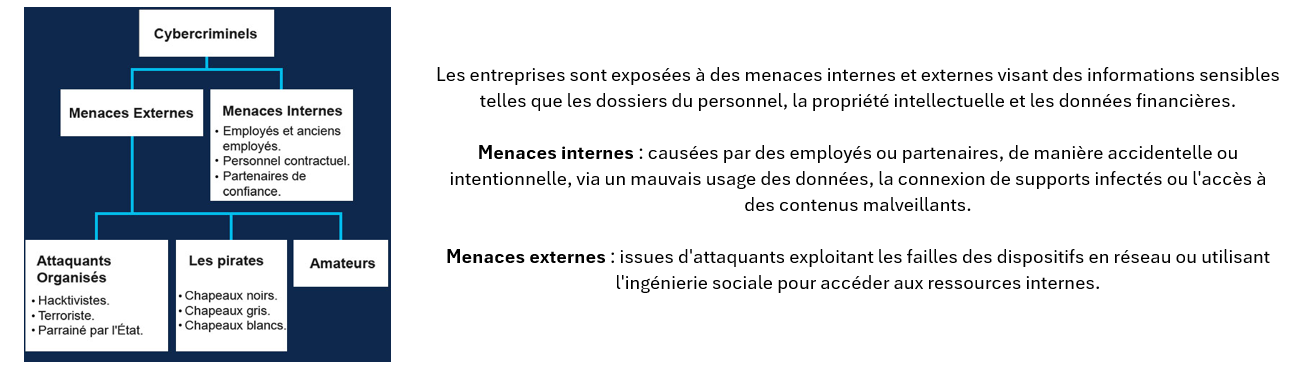 Cybercriminels
Menaces Externes
Menaces Internes
• Employés et anciens
employés.
• Personnel contractuel.
• Partenaires de
confiance.
Attaquants
Organisés
• Hacktivistes.
• Terroriste.
• Parrainé par l'État.
Les pirates
• Chapeaux noirs.
• Chapeaux gris.
• Chapeaux blancs.
Amateurs
Les entreprises sont exposées à des menaces internes et externes visant des informations sensibles
telles que les dossiers du personnel, la propriété intellectuelle et les données financières.
Menaces internes : causées par des employés ou partenaires, de manière accidentelle ou
intentionnelle, via un mauvais usage des données, la connexion de supports infectés ou l'accès à
des contenus malveillants.
Menaces externes : issues d'attaquants exploitant les failles des dispositifs en réseau ou utilisant
l'ingénierie sociale pour accéder aux ressources internes.